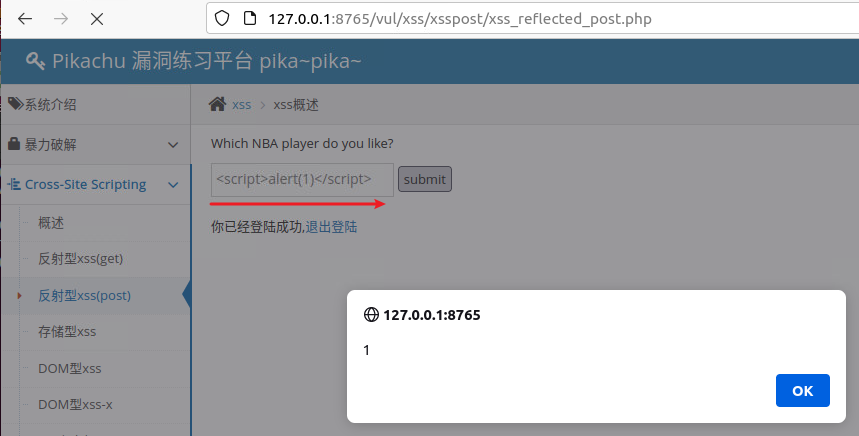 127.0.0.1:8765/vul/xss/xsspost/xss_reflected_post.php
Pikachu 漏洞练习平台 pika~pika~
系统介绍
xss > xss概述
暴力破解
Which NBA player do you like?
Cross-Site Scripting
<script>alert(1)</script>
submit
概述
你已经登陆成功,退出登陆
反射型xss(get)
反射型xss(post)
存储型xss
DOM型xss
DOM型xss-x
127.0.0.1:8765
1
OK